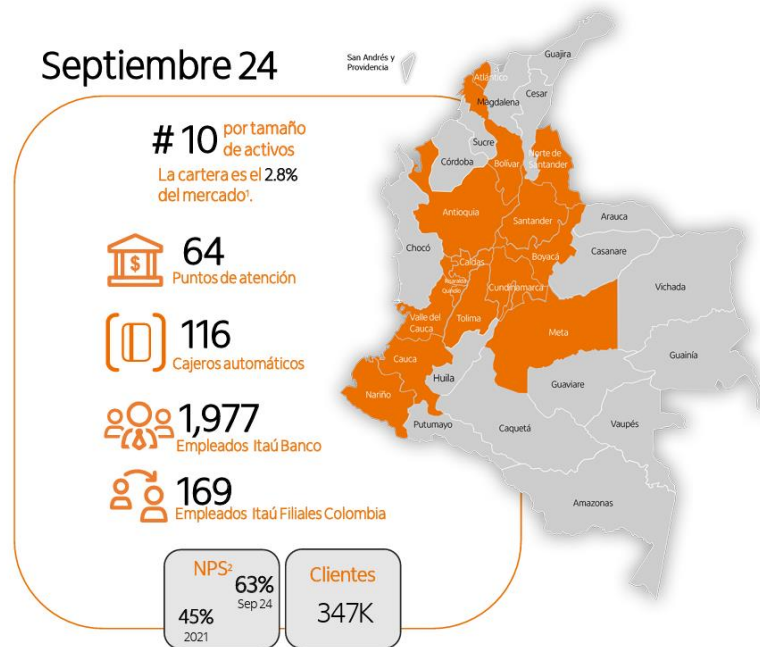 Septiembre 24
# 10 por tamaño
de activos
La cartera es el 2.8%
del mercado¹.
64
Puntos de atención
116
Cajeros automáticos
1,977
Empleados Itaú Banco
169
Empleados Itaú Filiales Colombia
NPS²
63%
Sep 24
45%
2021
Clientes
347K
San Andrés y
Providencia
Guajira
Atlántico
Magdalena
Cesar
Sucre
Córdoba
Bolívar
Norte de
Santander
Antioquia
Santander
Arauca
Chocó
Boyacá
Casanare
Caldas
Risaralda
Quindío
Cundinamarca
Vichada
Valle del
Cauca
Tolima
Meta
Cauca
Guainía
Huila
Nariño
Guaviare
Putumayo
Caquetá
Vaupés
Amazonas